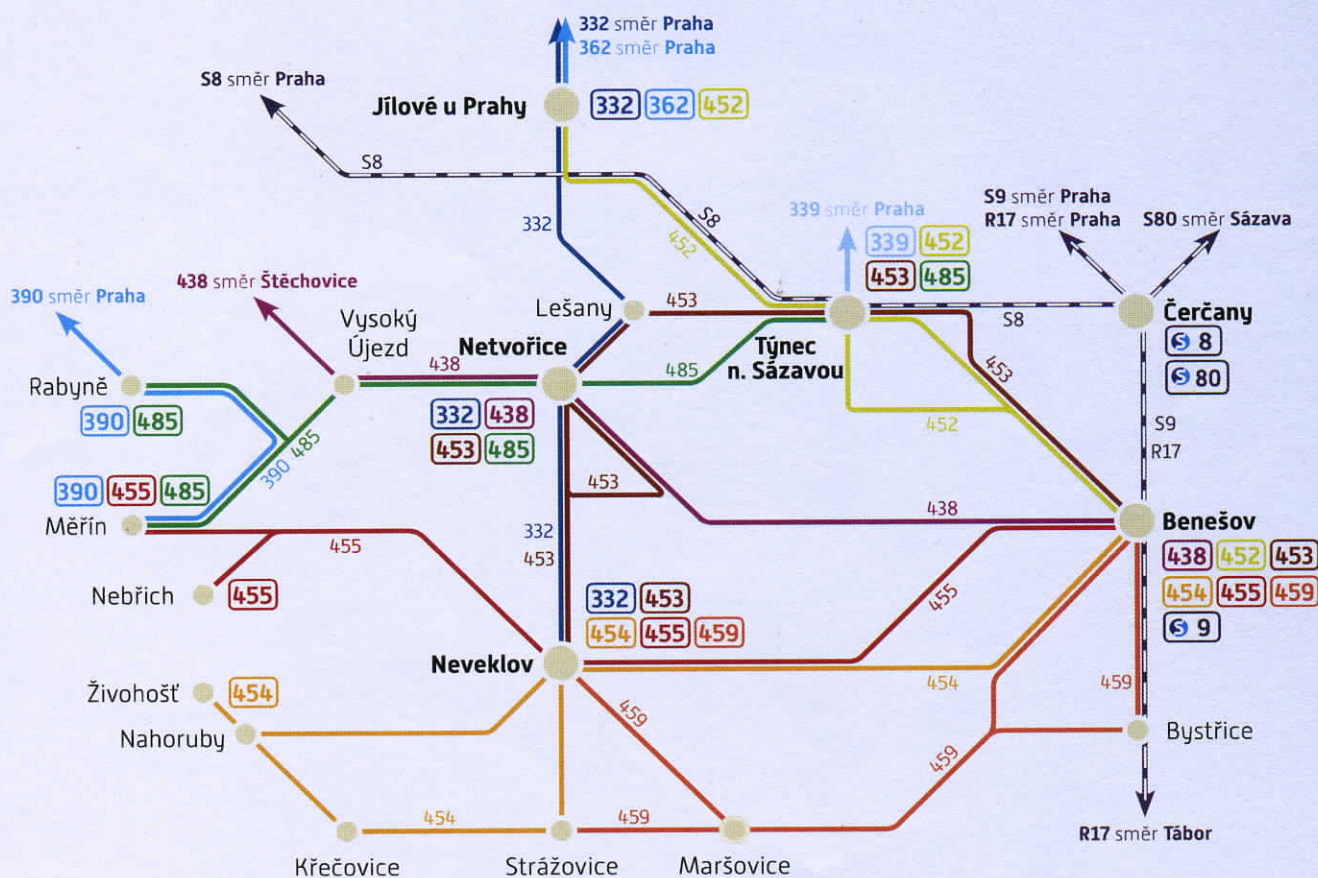 332 směr Praha
362 směr Praha
S8 směr Praha
Jílové u Prahy
332 362 452
S8
S9 směr Praha
R17 směr Praha
S80 směr Sázava
339 směr Praha
339 452
453 485
332
S8
452
438 směr Štěchovice
390 směr Praha
Vysoký
Újezd
Lešany
453
S8
Čerčany
S 8
S 80
Netvořice
Týnec
n. Sázavou
438
485
453
Rabyně
390 485
332 438
453 485
452
S9
R17
485
390
453
390 455 485
Měřín
455
332
453
438
Benešov
438 452 453
454 455 459
S 9
Nebřich
455
332 453
454 455 459
455
Neveklov
454
459
Živohošť
454
Nahoruby
459
Bystřice
459
454
459
R17 směr Tábor
Křečovice
Strážovice
Maršovice